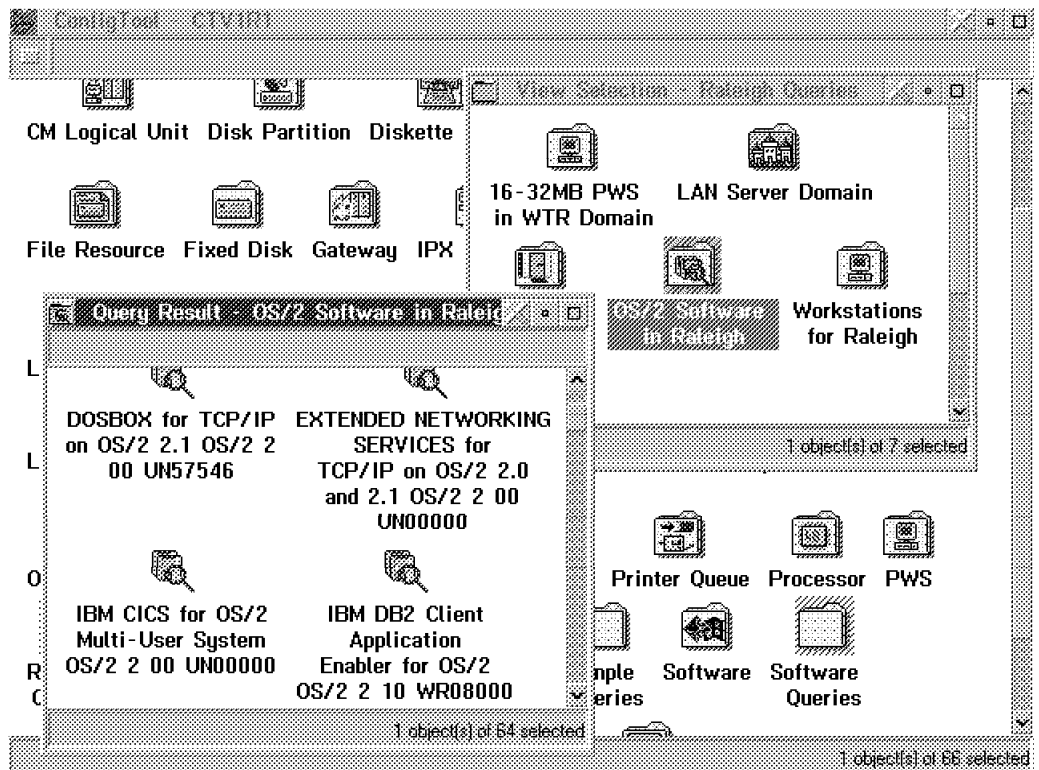 ConfigTool - CTV1R1
CM Logical Unit Disk Partition Diskette
File Resource Fixed Disk Gateway IPX
View Selection - Raleigh Queries
16-32MB PWS
in WTR Domain
LAN Server Domain
OS/2 Software
in Raleigh
Workstations
for Raleigh
1 object(s) of 7 selected
Query Result - OS/2 Software in Raleig
DOSBOX for TCP/IP
on OS/2 2.1 OS/2 2
00 UN57546
EXTENDED NETWORKING
SERVICES for
TCP/IP on OS/2 2.0
and 2.1 OS/2 2 00
UN00000
IBM CICS for OS/2
Multi-User System
OS/2 2 00 UN00000
IBM DB2 Client
Application
Enabler for OS/2
OS/2 2 10 WR08000
1 object(s) of 64 selected
L
L
O
R
Printer Queue Processor PWS
mple
eries
Software
Software
Queries
1 object(s) of 66 selected